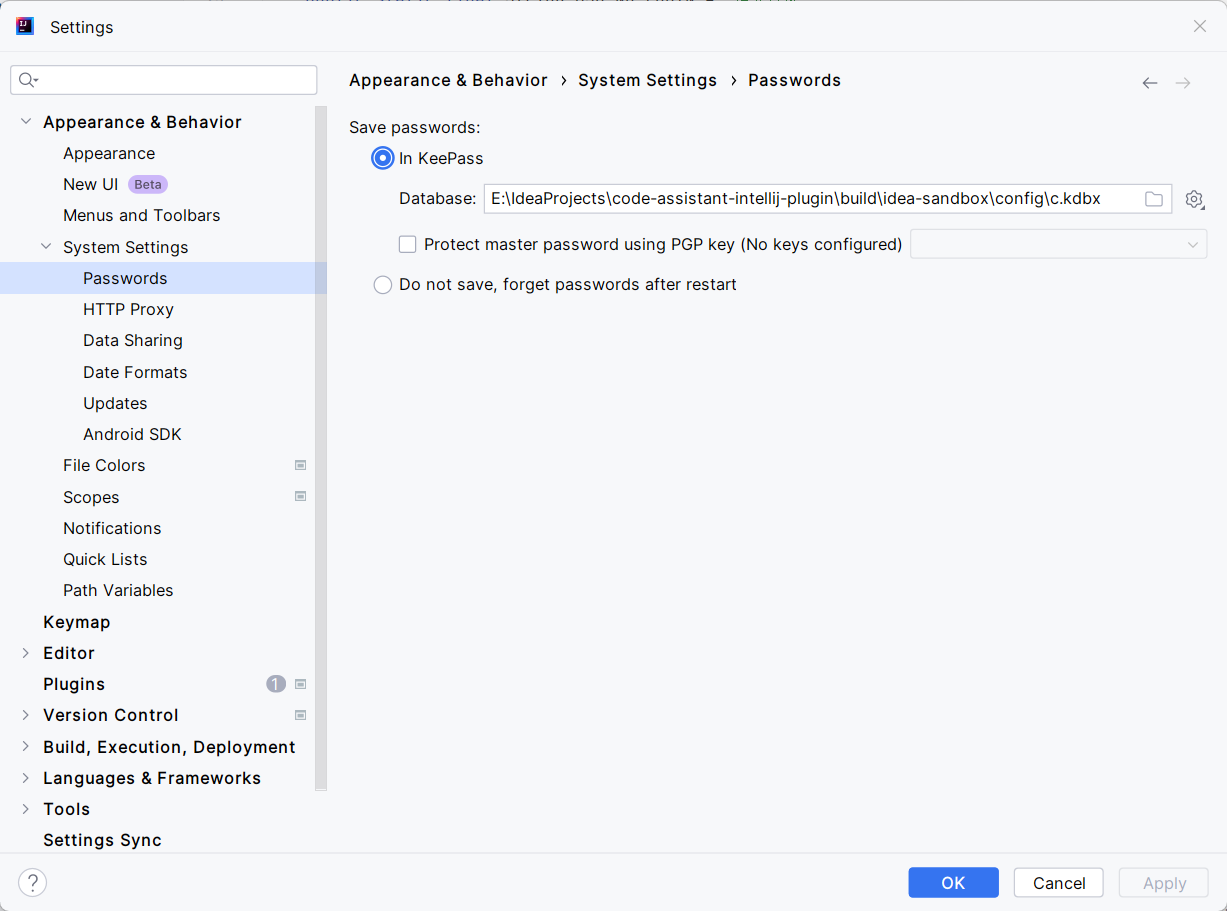 Settings
Appearance & Behavior › System Settings › Passwords
Appearance & Behavior
Appearance
New UI Beta
Menus and Toolbars
System Settings
Passwords
HTTP Proxy
Data Sharing
Date Formats
Updates
Android SDK
File Colors
Scopes
Notifications
Quick Lists
Path Variables
Keymap
Editor
Plugins 1
Version Control
Build, Execution, Deployment
Languages & Frameworks
Tools
Settings Sync
Save passwords:
In KeePass
Database: E:\IdeaProjects\code-assistant-intellij-plugin\build\idea-sandbox\config\c.kdbx
Protect master password using PGP key (No keys configured)
Do not save, forget passwords after restart
?
OK
Cancel
Apply